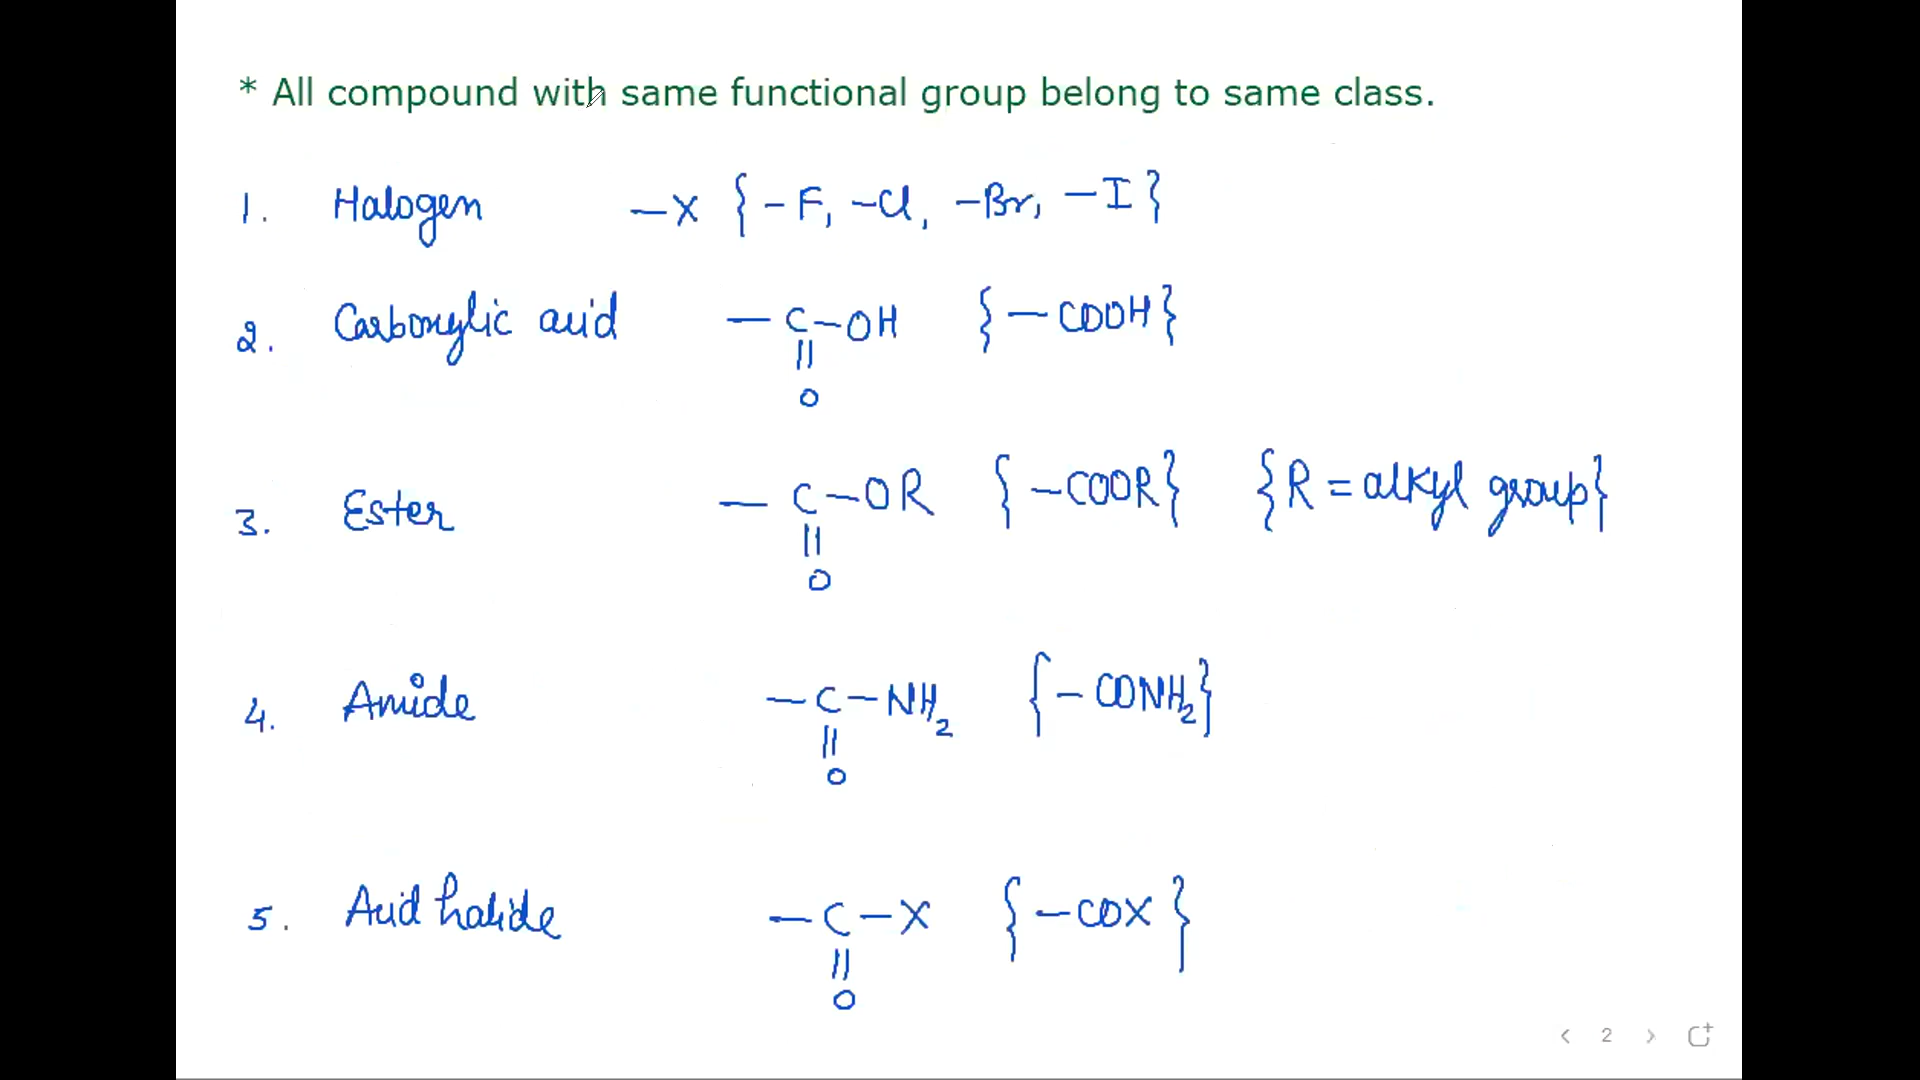 * All compound with same functional group belong to same class.
1. Halogen —X {-F, -Cl, -Br, -I}
2. Carboxylic acid —C-OH {-COOH}
||
O
3. Ester —C-OR {-COOR} {R = alkyl group}
||
O
4. Amide —C-NH₂ {-CONH₂}
||
O
5. Acid halide —C-X {-COX}
||
O
< 2 >